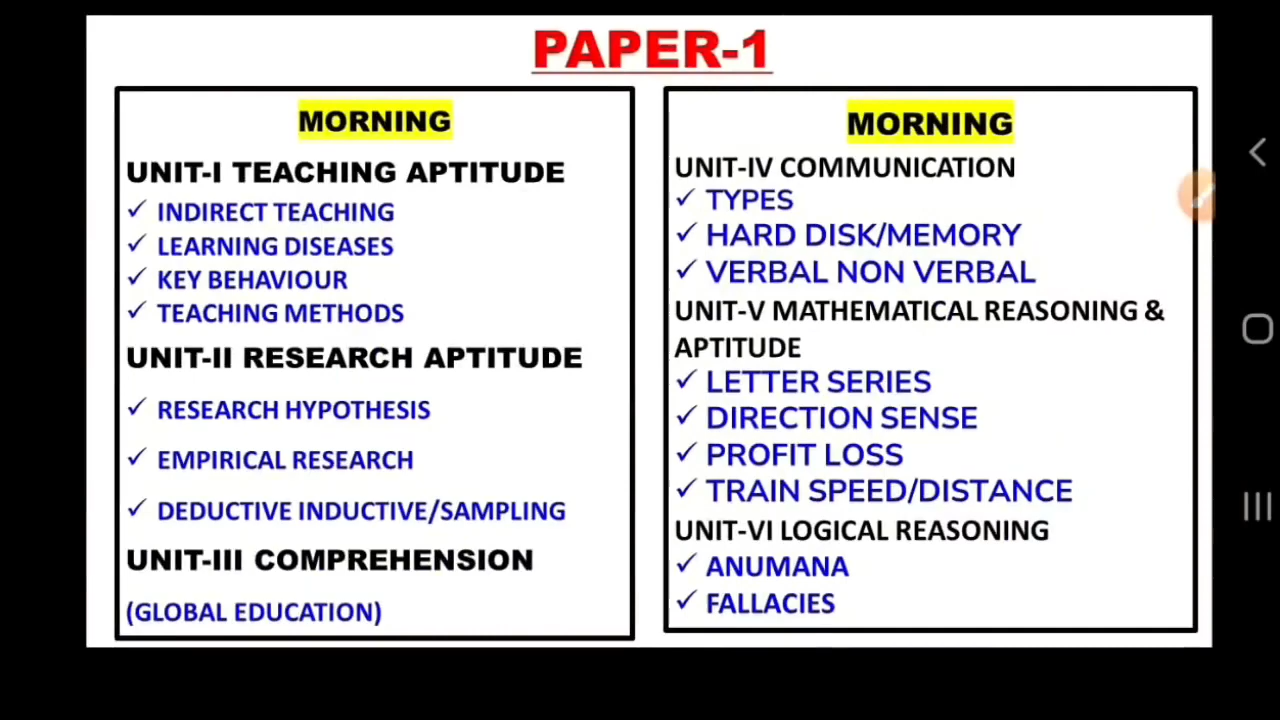 PAPER-1
MORNING
UNIT-I TEACHING APTITUDE
✓ INDIRECT TEACHING
✓ LEARNING DISEASES
✓ KEY BEHAVIOUR
✓ TEACHING METHODS
UNIT-II RESEARCH APTITUDE
✓ RESEARCH HYPOTHESIS
✓ EMPIRICAL RESEARCH
✓ DEDUCTIVE INDUCTIVE/SAMPLING
UNIT-III COMPREHENSION
(GLOBAL EDUCATION)
MORNING
UNIT-IV COMMUNICATION
✓ TYPES
✓ HARD DISK/MEMORY
✓ VERBAL NON VERBAL
UNIT-V MATHEMATICAL REASONING &
APTITUDE
✓ LETTER SERIES
✓ DIRECTION SENSE
✓ PROFIT LOSS
✓ TRAIN SPEED/DISTANCE
UNIT-VI LOGICAL REASONING
✓ ANUMANA
✓ FALLACIES